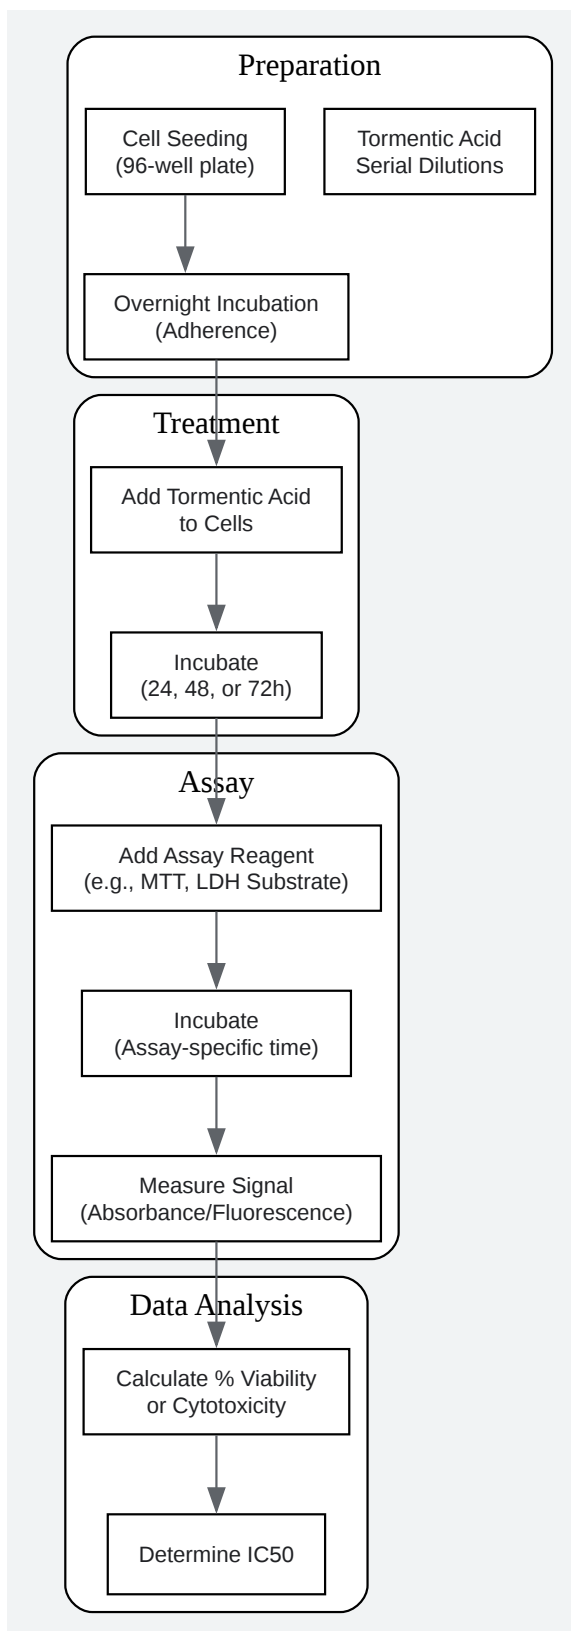 Preparation
Cell Seeding
(96-well plate)
Tormentic Acid
Serial Dilutions
Overnight Incubation
(Adherence)
Treatment
Add Tormentic Acid
to Cells
Incubate
(24, 48, or 72h)
Assay
Add Assay Reagent
(e.g., MTT, LDH Substrate)
Incubate
(Assay-specific time)
Measure Signal
(Absorbance/Fluorescence)
Data Analysis
Calculate % Viability
or Cytotoxicity
Determine IC50